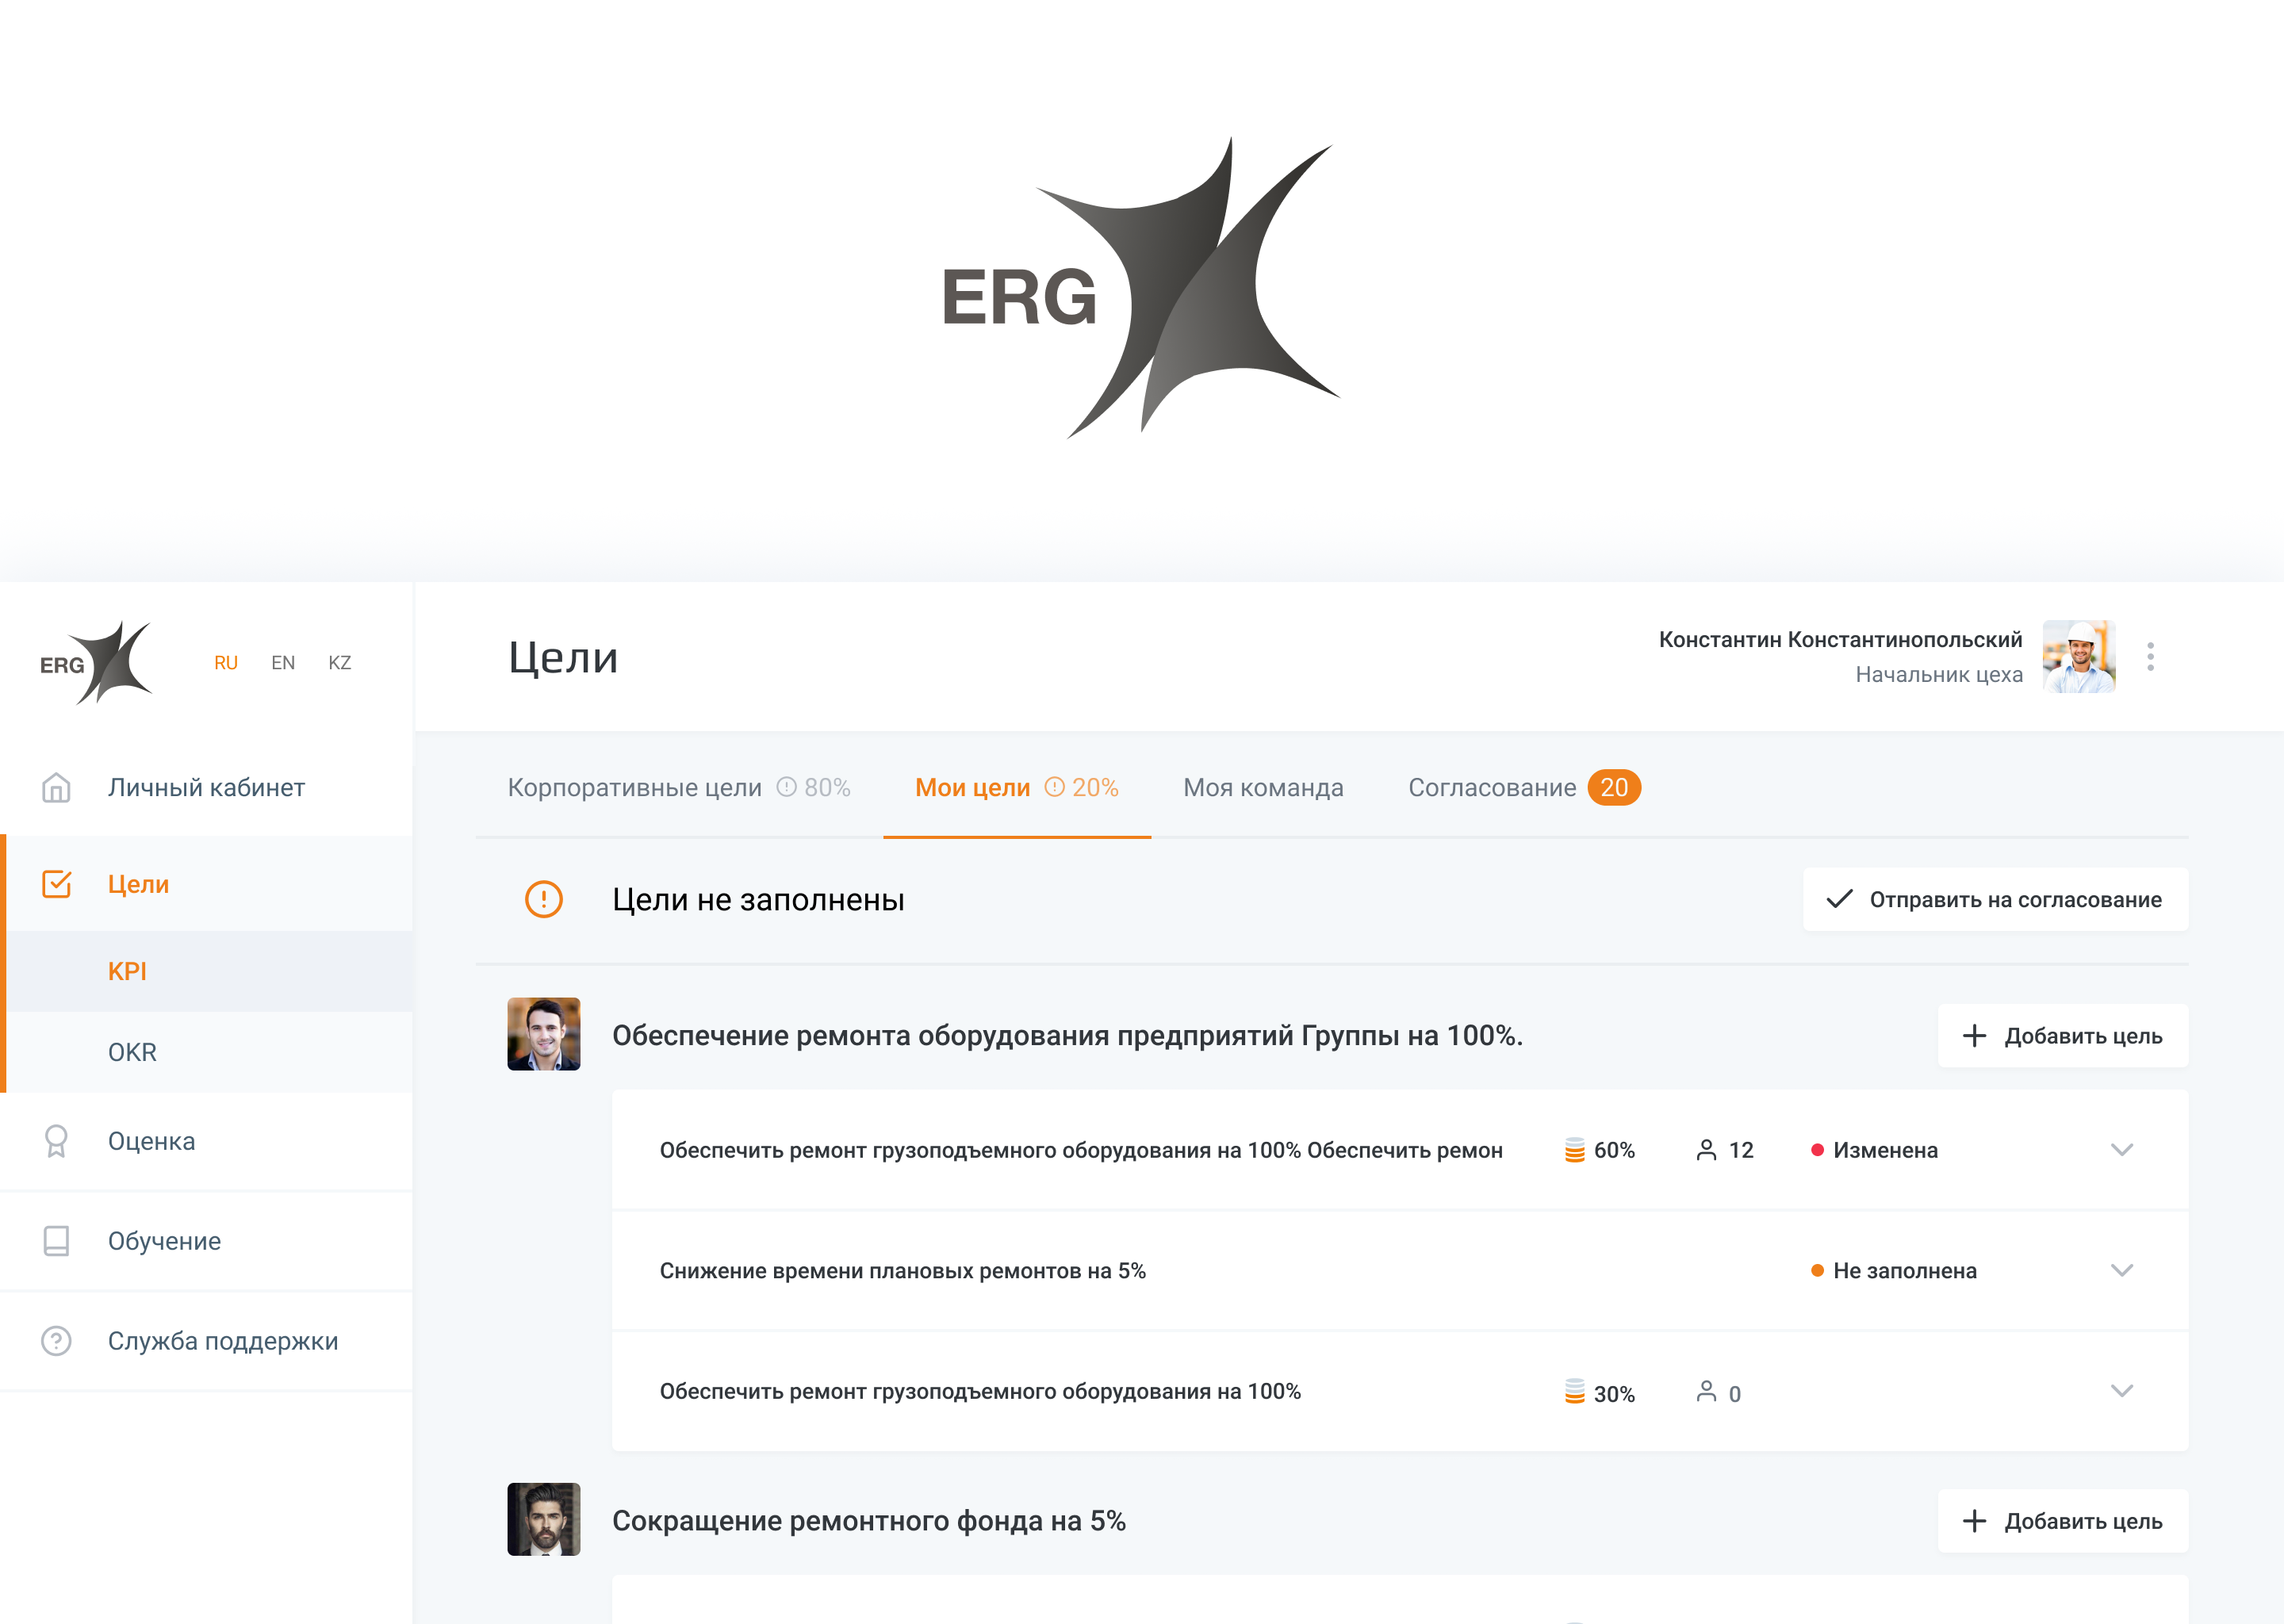 ERG
ERG
RU EN KZ
Цели
Константин Константинопольский
Начальник цеха
Личный кабинет
Цели
KPI
OKR
Оценка
Обучение
Служба поддержки
Корпоративные цели 80% Мои цели 20% Моя команда Согласование 20
Цели не заполнены
Отправить на согласование
Обеспечение ремонта оборудования предприятий Группы на 100%.
Добавить цель
Обеспечить ремонт грузоподъемного оборудования на 100% Обеспечить ремон 60% 12 Изменена
Снижение времени плановых ремонтов на 5% Не заполнена
Обеспечить ремонт грузоподъемного оборудования на 100% 30% 0
Сокращение ремонтного фонда на 5%
Добавить цель